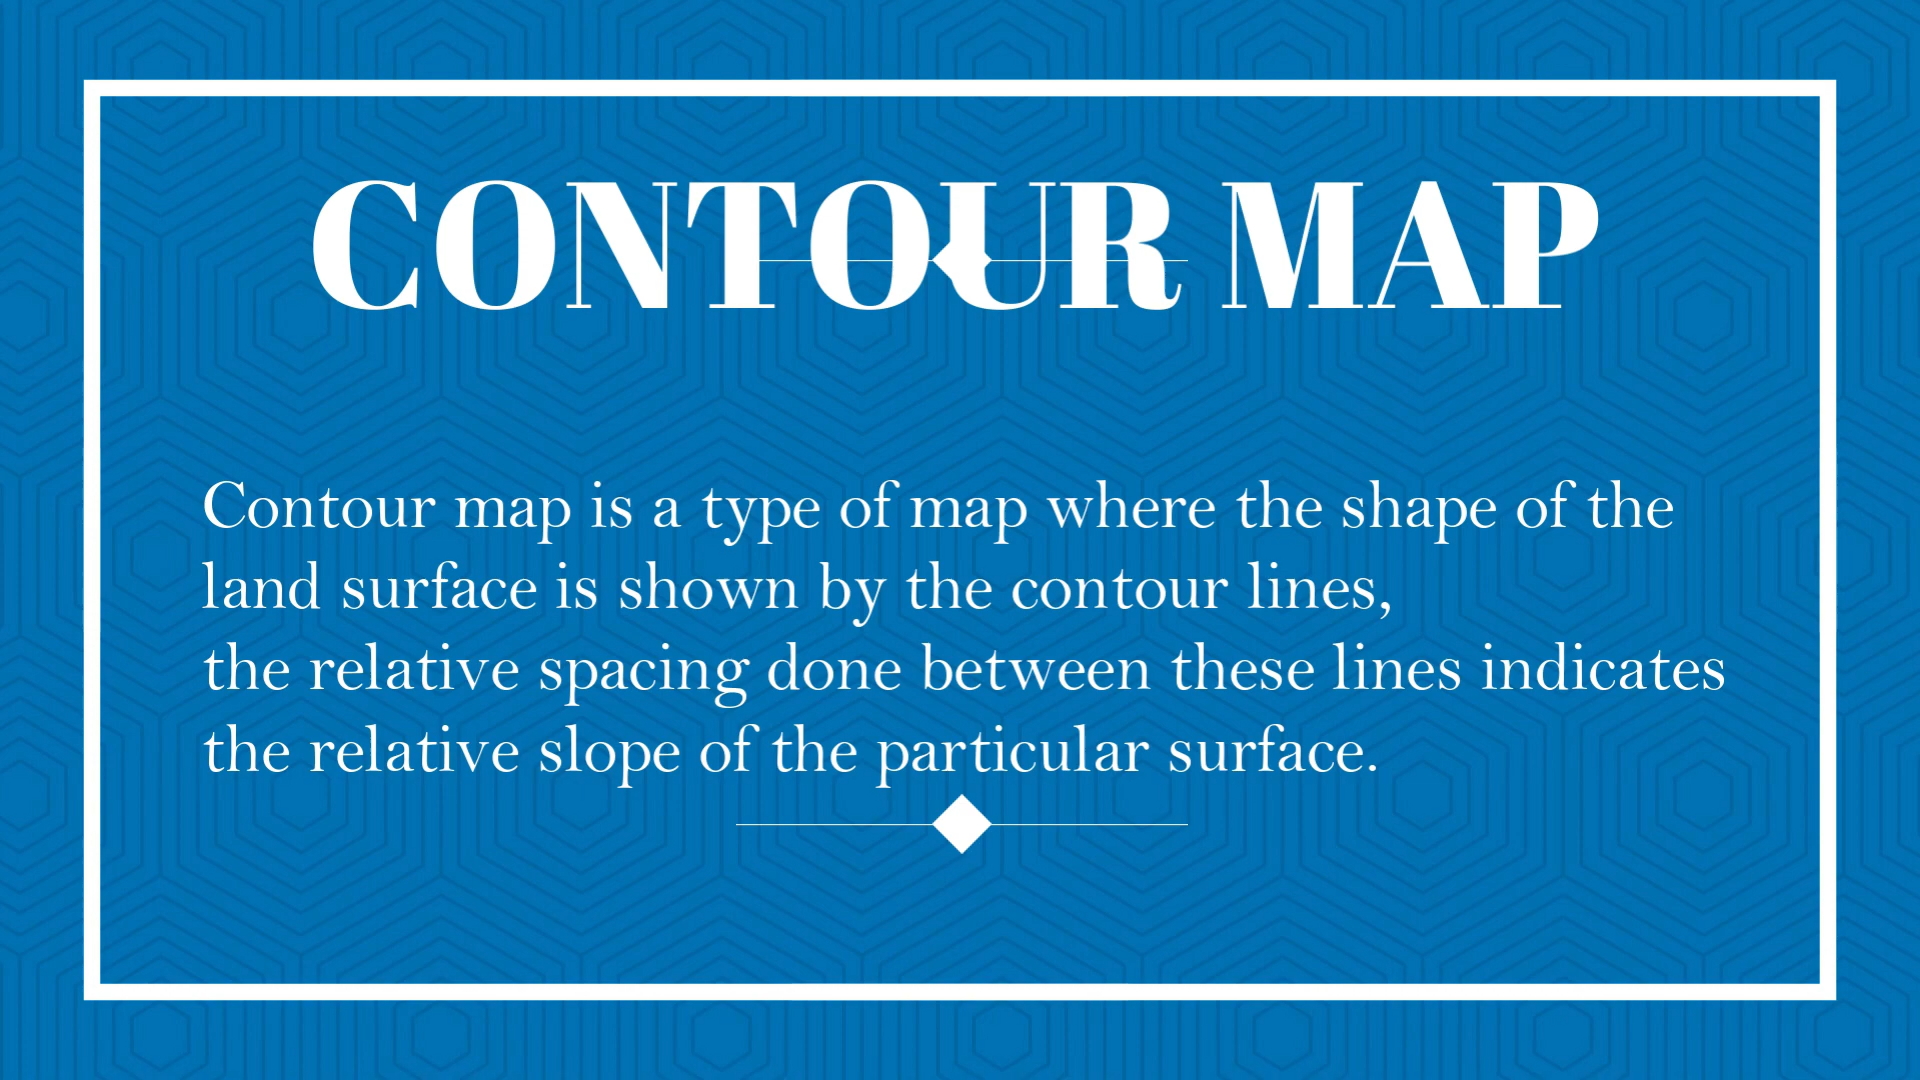 CONTOUR MAP
Contour map is a type of map where the shape of the
land surface is shown by the contour lines,
the relative spacing done between these lines indicates
the relative slope of the particular surface.